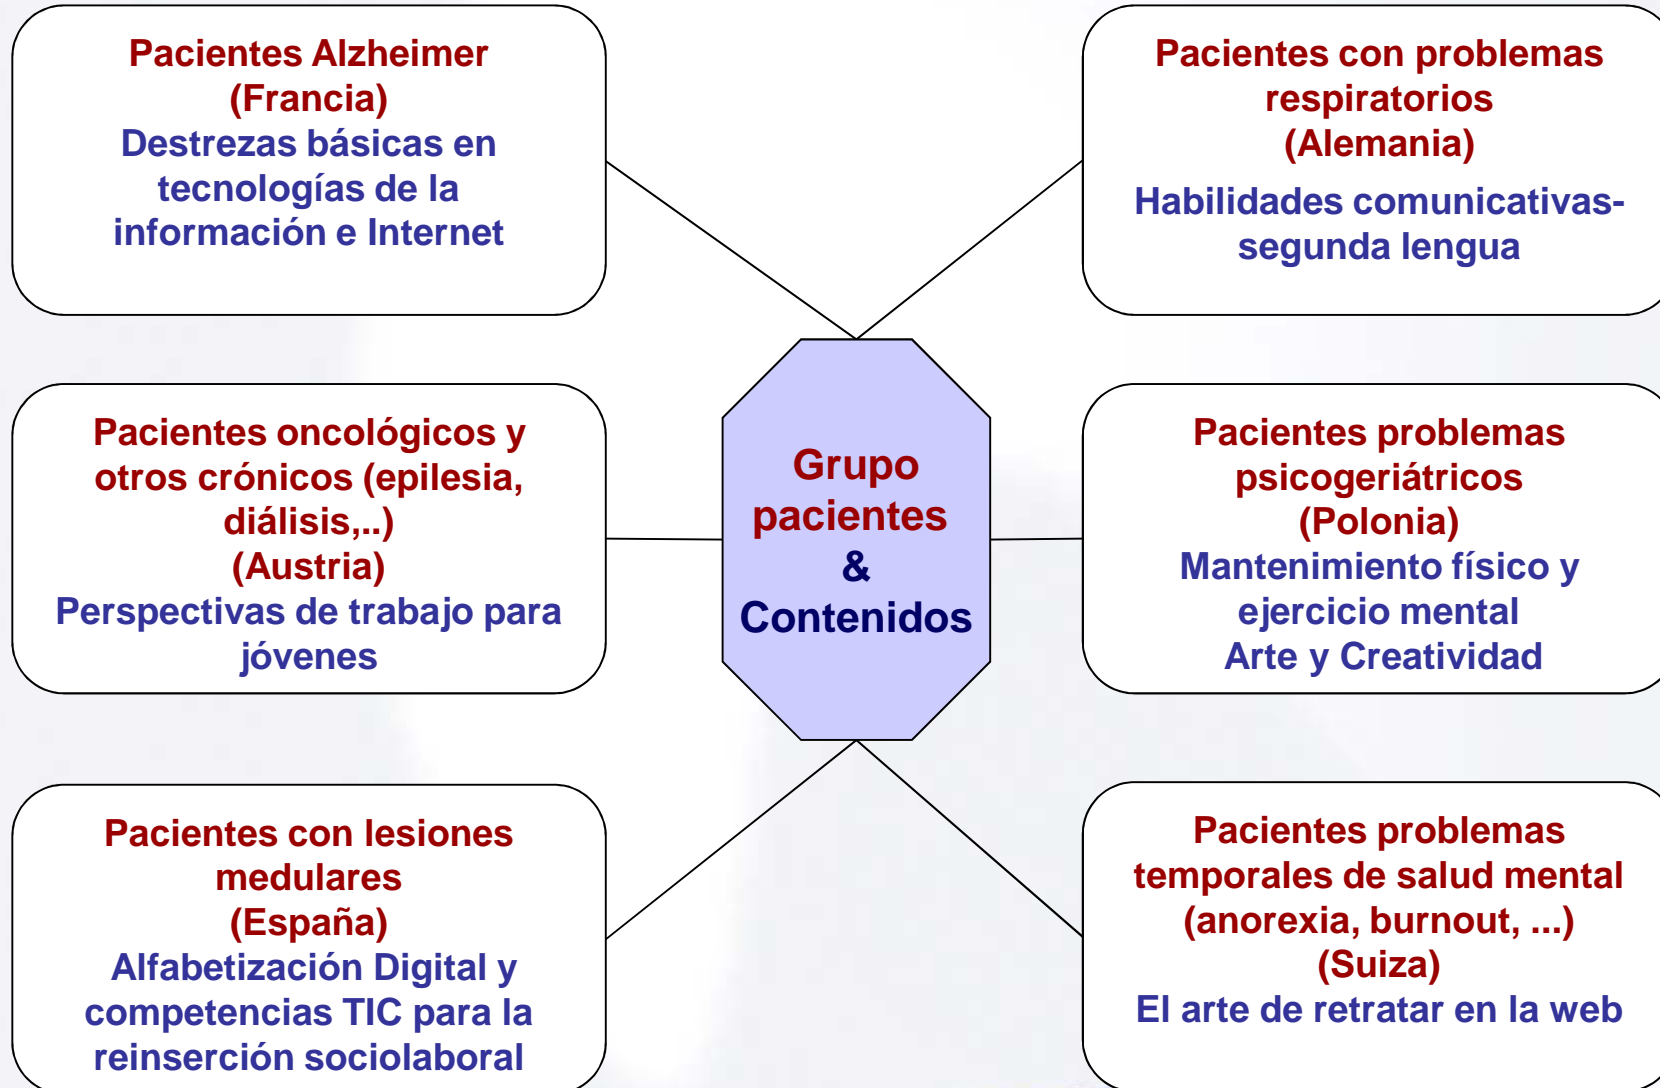 Pacientes Alzheimer
(Francia)
Destrezas básicas en
tecnologías de la
información e Internet
Pacientes con problemas
respiratorios
(Alemania)
Habilidades comunicativas-
segunda lengua
Pacientes oncológicos y
otros crónicos (epilesia,
diálisis,..)
(Austria)
Perspectivas de trabajo para
jóvenes
Grupo
pacientes
&
Contenidos
Pacientes problemas
psicogeriátricos
(Polonia)
Mantenimiento físico y
ejercicio mental
Arte y Creatividad
Pacientes con lesiones
medulares
(España)
Alfabetización Digital y
competencias TIC para la
reinserción sociolaboral
Pacientes problemas
temporales de salud mental
(anorexia, burnout, ...)
(Suiza)
El arte de retratar en la web